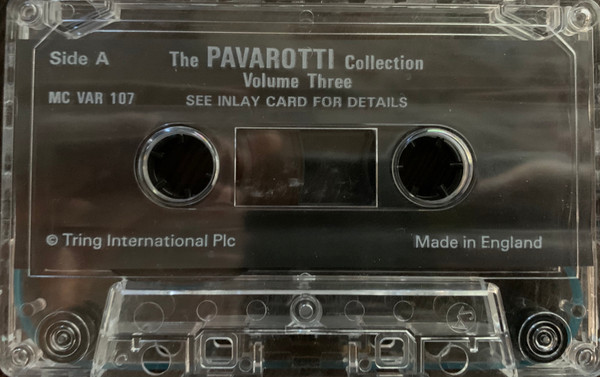 Side A
The PAVAROTTI Collection
Volume Three
MC VAR 107
SEE INLAY CARD FOR DETAILS
© Tring International Plc
Made in England